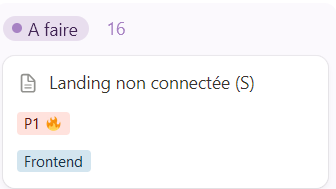 A faire 16
Landing non connectée (S)
P1 🔥
Frontend